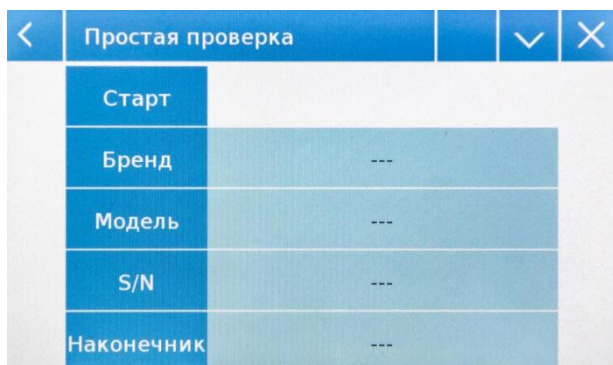 Простая проверка
Старт
Бренд ---
Модель ---
S/N ---
Наконечник ---